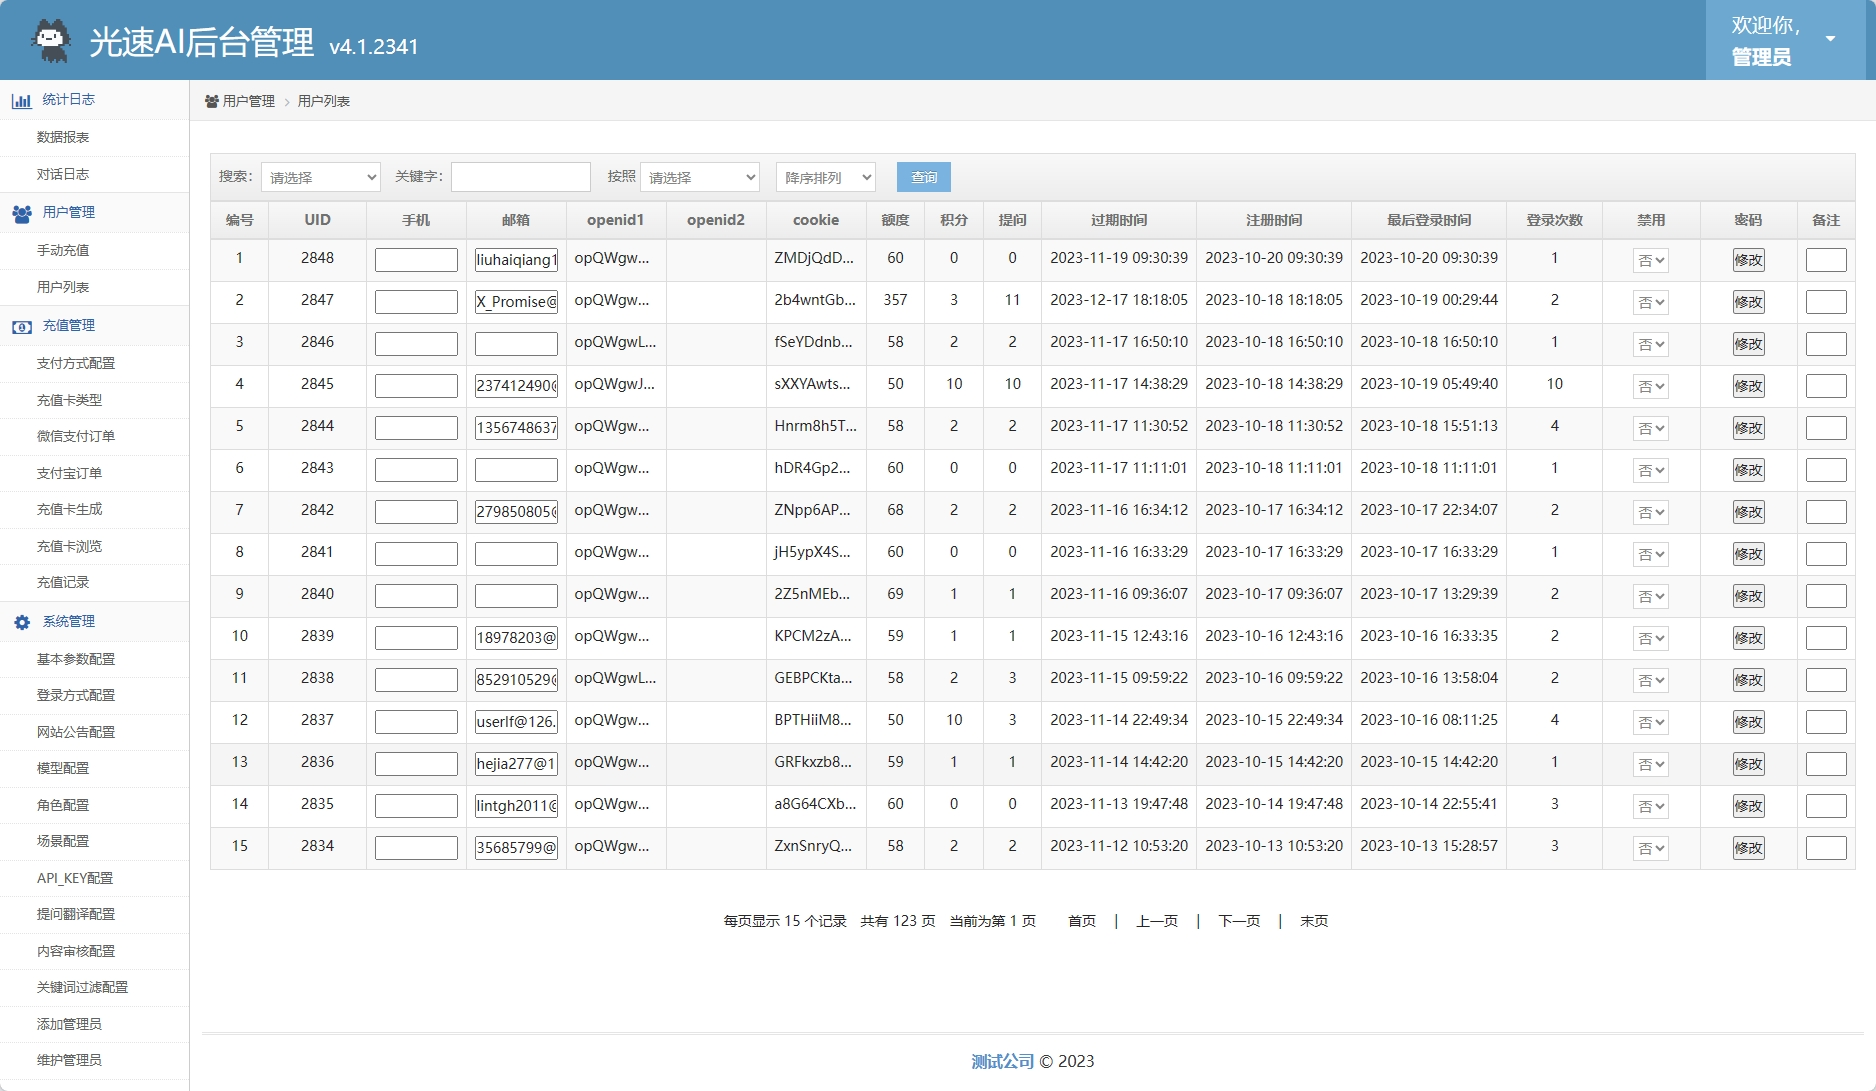 光速AI后台管理 v4.1.2341
欢迎你，
管理员
统计日志
数据报表
对话日志
用户管理
手动充值
用户列表
充值管理
支付方式配置
充值卡类型
微信支付订单
支付宝订单
充值卡生成
充值卡浏览
充值记录
系统管理
基本参数配置
登录方式配置
网站公告配置
模型配置
角色配置
场景配置
API_KEY配置
提问翻译配置
内容审核配置
关键词过滤配置
添加管理员
维护管理员
用户管理 > 用户列表
搜索： 请选择 关键字： 按照 请选择 降序排列 查询
编号 UID 手机 邮箱 openid1 openid2 cookie 额度 积分 提问 过期时间 注册时间 最后登录时间 登录次数 禁用 密码 备注
1 2848 liuhaiqiang1 opQWgw... ZMDjQdD... 60 0 0 2023-11-19 09:30:39 2023-10-20 09:30:39 2023-10-20 09:30:39 1 否 修改
2 2847 X_Promise@ opQWgw... 2b4wntGb... 357 3 11 2023-12-17 18:18:05 2023-10-18 18:18:05 2023-10-19 00:29:44 2 否 修改
3 2846 opQWgwL... fSeYDdnb... 58 2 2 2023-11-17 16:50:10 2023-10-18 16:50:10 2023-10-18 16:50:10 1 否 修改
4 2845 237412490@ opQWgwJ... sXXYAwts... 50 10 10 2023-11-17 14:38:29 2023-10-18 14:38:29 2023-10-19 05:49:40 10 否 修改
5 2844 1356748637 opQWgw... Hnrm8h5T... 58 2 2 2023-11-17 11:30:52 2023-10-18 11:30:52 2023-10-18 15:51:13 4 否 修改
6 2843 opQWgw... hDR4Gp2... 60 0 0 2023-11-17 11:11:01 2023-10-18 11:11:01 2023-10-18 11:11:01 1 否 修改
7 2842 279850805@ opQWgw... ZNpp6AP... 68 2 2 2023-11-16 16:34:12 2023-10-17 16:34:12 2023-10-17 22:34:07 2 否 修改
8 2841 opQWgw... jH5ypX4S... 60 0 0 2023-11-16 16:33:29 2023-10-17 16:33:29 2023-10-17 16:33:29 1 否 修改
9 2840 opQWgw... 2Z5nMEb... 69 1 1 2023-11-16 09:36:07 2023-10-17 09:36:07 2023-10-17 13:29:39 2 否 修改
10 2839 18978203@ opQWgw... KPCM2zA... 59 1 1 2023-11-15 12:43:16 2023-10-16 12:43:16 2023-10-16 16:33:35 2 否 修改
11 2838 852910529@ opQWgwL... GEBPCKta... 58 2 3 2023-11-15 09:59:22 2023-10-16 09:59:22 2023-10-16 13:58:04 2 否 修改
12 2837 userlf@126. opQWgw... BPTHiiM8... 50 10 3 2023-11-14 22:49:34 2023-10-15 22:49:34 2023-10-16 08:11:25 4 否 修改
13 2836 hejia277@1 opQWgw... GRFkxzb8... 59 1 1 2023-11-14 14:42:20 2023-10-15 14:42:20 2023-10-15 14:42:20 1 否 修改
14 2835 lintgh2011@ opQWgw... a8G64CXb... 60 0 0 2023-11-13 19:47:48 2023-10-14 19:47:48 2023-10-14 22:55:41 3 否 修改
15 2834 35685799@ opQWgw... ZxnSnryQ... 58 2 2 2023-11-12 10:53:20 2023-10-13 10:53:20 2023-10-13 15:28:57 3 否 修改
每页显示 15 个记录 共有 123 页 当前为第 1 页 首页 | 上一页 | 下一页 | 末页
测试公司 © 2023